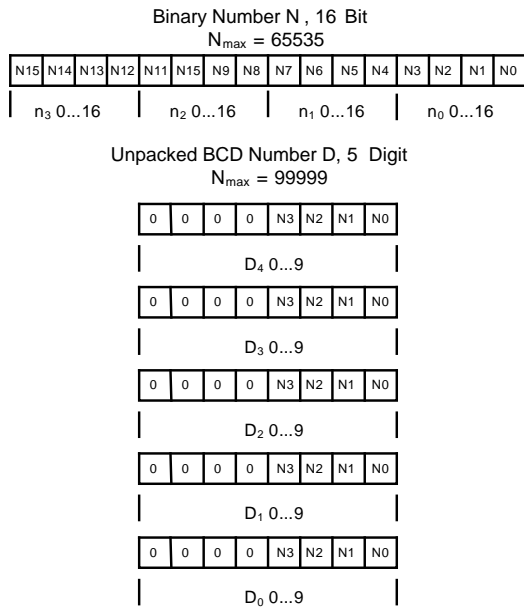 Binary Number N , 16 Bit
Nmax = 65535
N15 N14 N13 N12 N11 N15 N9 N8 N7 N6 N5 N4 N3 N2 N1 N0
n3 0...16 n2 0...16 n1 0...16 n0 0...16
Unpacked BCD Number D, 5 Digit
Nmax = 99999
0 0 0 0 N3 N2 N1 N0
D4 0...9
0 0 0 0 N3 N2 N1 N0
D3 0...9
0 0 0 0 N3 N2 N1 N0
D2 0...9
0 0 0 0 N3 N2 N1 N0
D1 0...9
0 0 0 0 N3 N2 N1 N0
D0 0...9